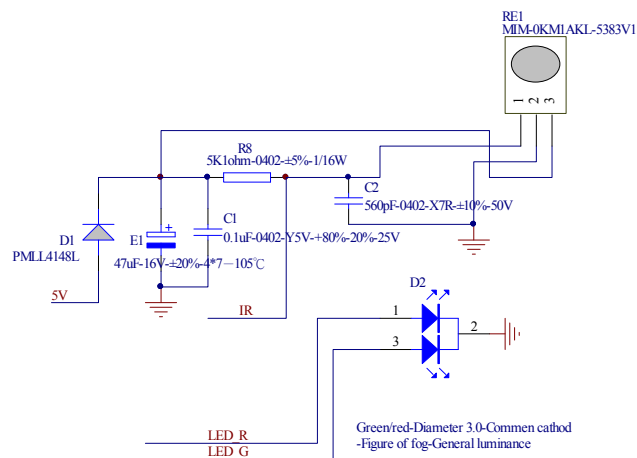 RE1
MIM-0KM1AKL-5383V1
1 2 3
R8
5K1ohm-0402-±5%-1/16W
C2
560pF-0402-X7R-±10%-50V
+
C1
0.1uF-0402-Y5V-+80%-20%-25V
D1
PMLL4148L
E1
47uF-16V-±20%-4*7－105℃
5V
IR
D2
1
2
3
Green/red-Diameter 3.0-Commen cathod
-Figure of fog-General luminance
LED_R
LED_G